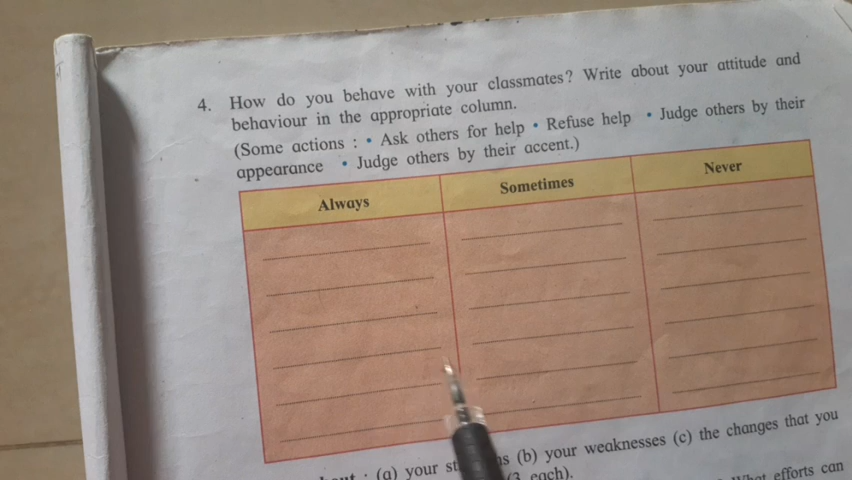 4. How do you behave with your classmates? Write about your attitude and
behaviour in the appropriate column.
(Some actions : • Ask others for help • Refuse help • Judge others by their
appearance • Judge others by their accent.)
Always Sometimes Never
(a) your (b) your weaknesses (c) the changes that you
(3 each).
What efforts can